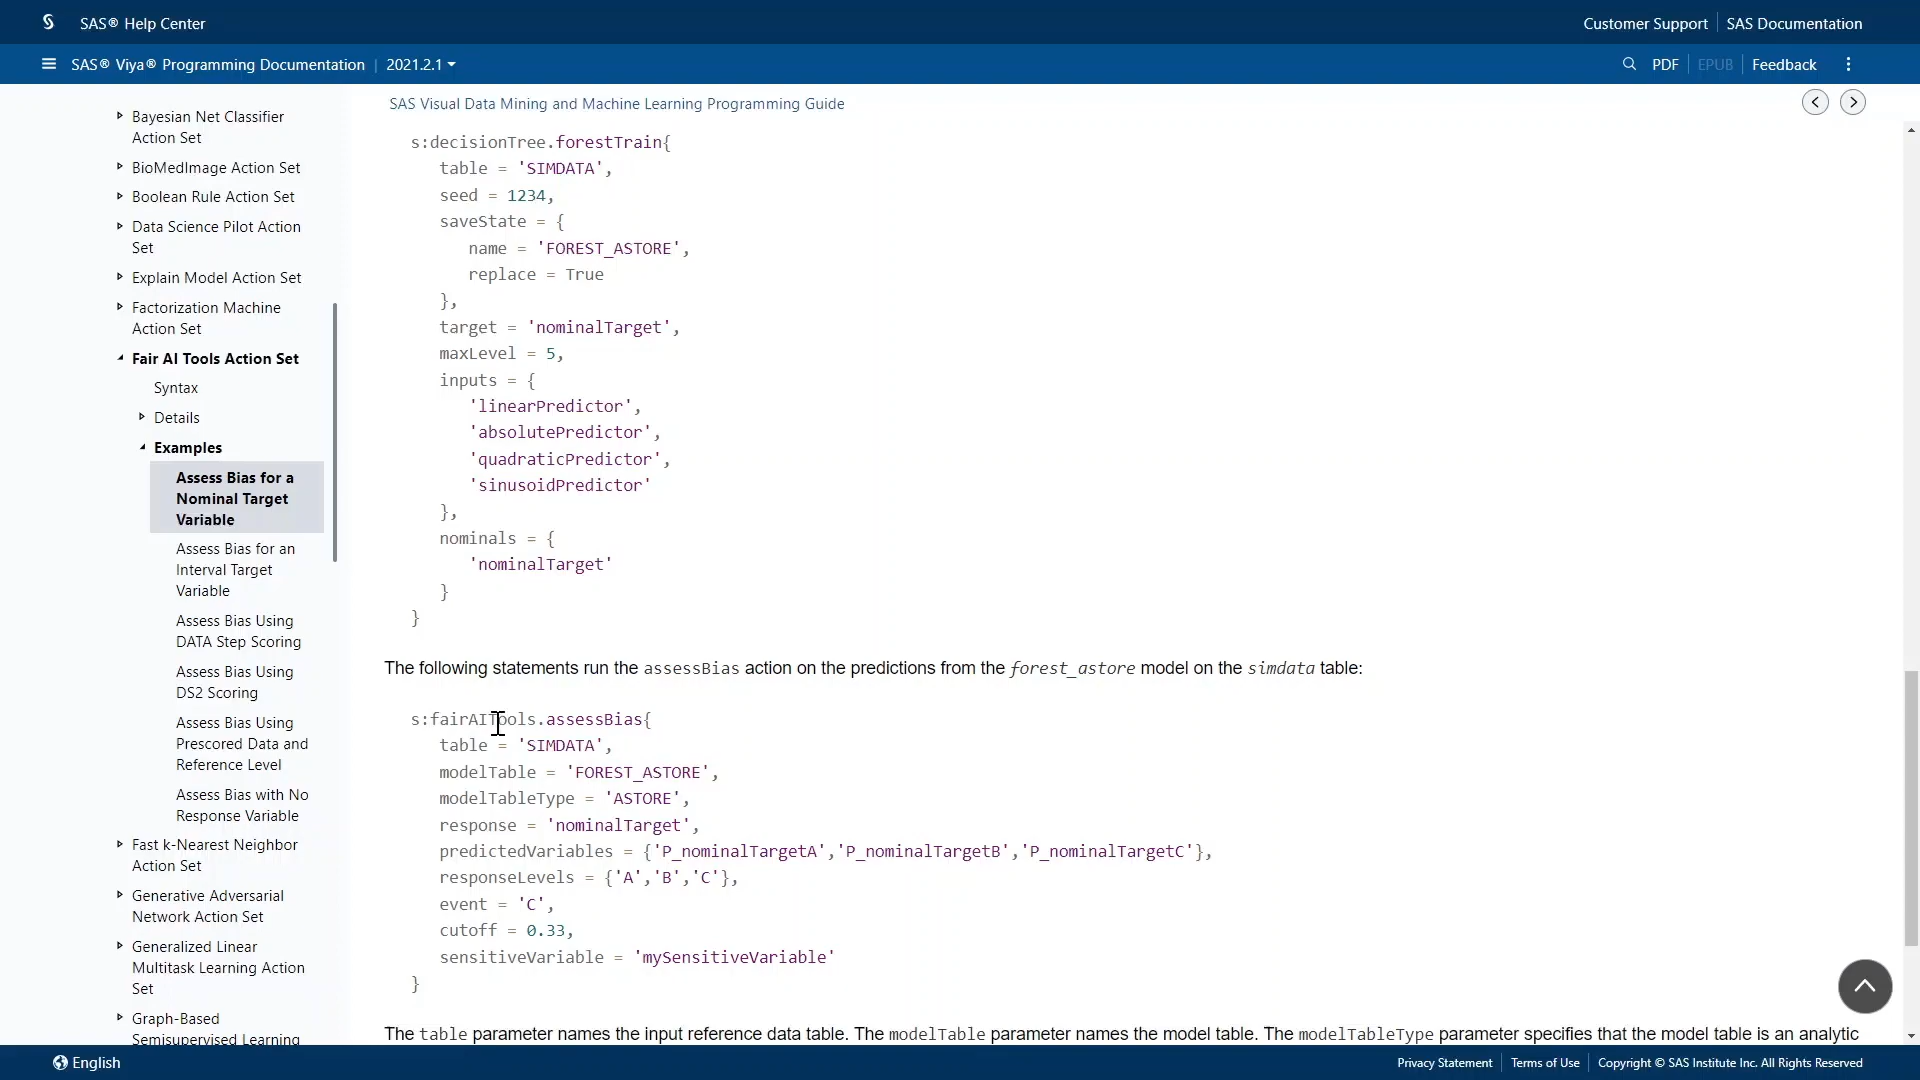 SAS® Help Center
Customer Support
SAS Documentation
SAS® Viya® Programming Documentation
2021.2.1
PDF
EPUB
Feedback
Bayesian Net Classifier
Action Set
BioMedImage Action Set
Boolean Rule Action Set
Data Science Pilot Action
Set
Explain Model Action Set
Factorization Machine
Action Set
Fair AI Tools Action Set
Syntax
Details
Examples
Assess Bias for a
Nominal Target
Variable
Assess Bias for an
Interval Target
Variable
Assess Bias Using
DATA Step Scoring
Assess Bias Using
DS2 Scoring
Assess Bias Using
Prescored Data and
Reference Level
Assess Bias with No
Response Variable
Fast k-Nearest Neighbor
Action Set
Generative Adversarial
Network Action Set
Generalized Linear
Multitask Learning Action
Set
Graph-Based
Semisupervised Learning
SAS Visual Data Mining and Machine Learning Programming Guide
s:decisionTree.forestTrain{
table = 'SIMDATA',
seed = 1234,
saveState = {
name = 'FOREST_ASTORE',
replace = True
},
target = 'nominalTarget',
maxLevel = 5,
inputs = {
'linearPredictor',
'absolutePredictor',
'quadraticPredictor',
'sinusoidPredictor'
},
nominals = {
'nominalTarget'
}
}
The following statements run the assessBias action on the predictions from the forest_astore model on the simdata table:
s:fairAITools.assessBias{
table = 'SIMDATA',
modelTable = 'FOREST_ASTORE',
modelTableType = 'ASTORE',
response = 'nominalTarget',
predictedVariables = {'P_nominalTargetA','P_nominalTargetB','P_nominalTargetC'},
responseLevels = {'A','B','C'},
event = 'C',
cutoff = 0.33,
sensitiveVariable = 'mySensitiveVariable'
}
The table parameter names the input reference data table. The modelTable parameter names the model table. The modelTableType parameter specifies that the model table is an analytic
English
Privacy Statement
Terms of Use
Copyright © SAS Institute Inc. All Rights Reserved